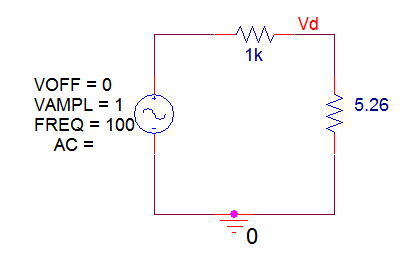 Vd
1k
VOFF = 0
VAMPL = 1
FREQ = 100
AC =
5.26
0